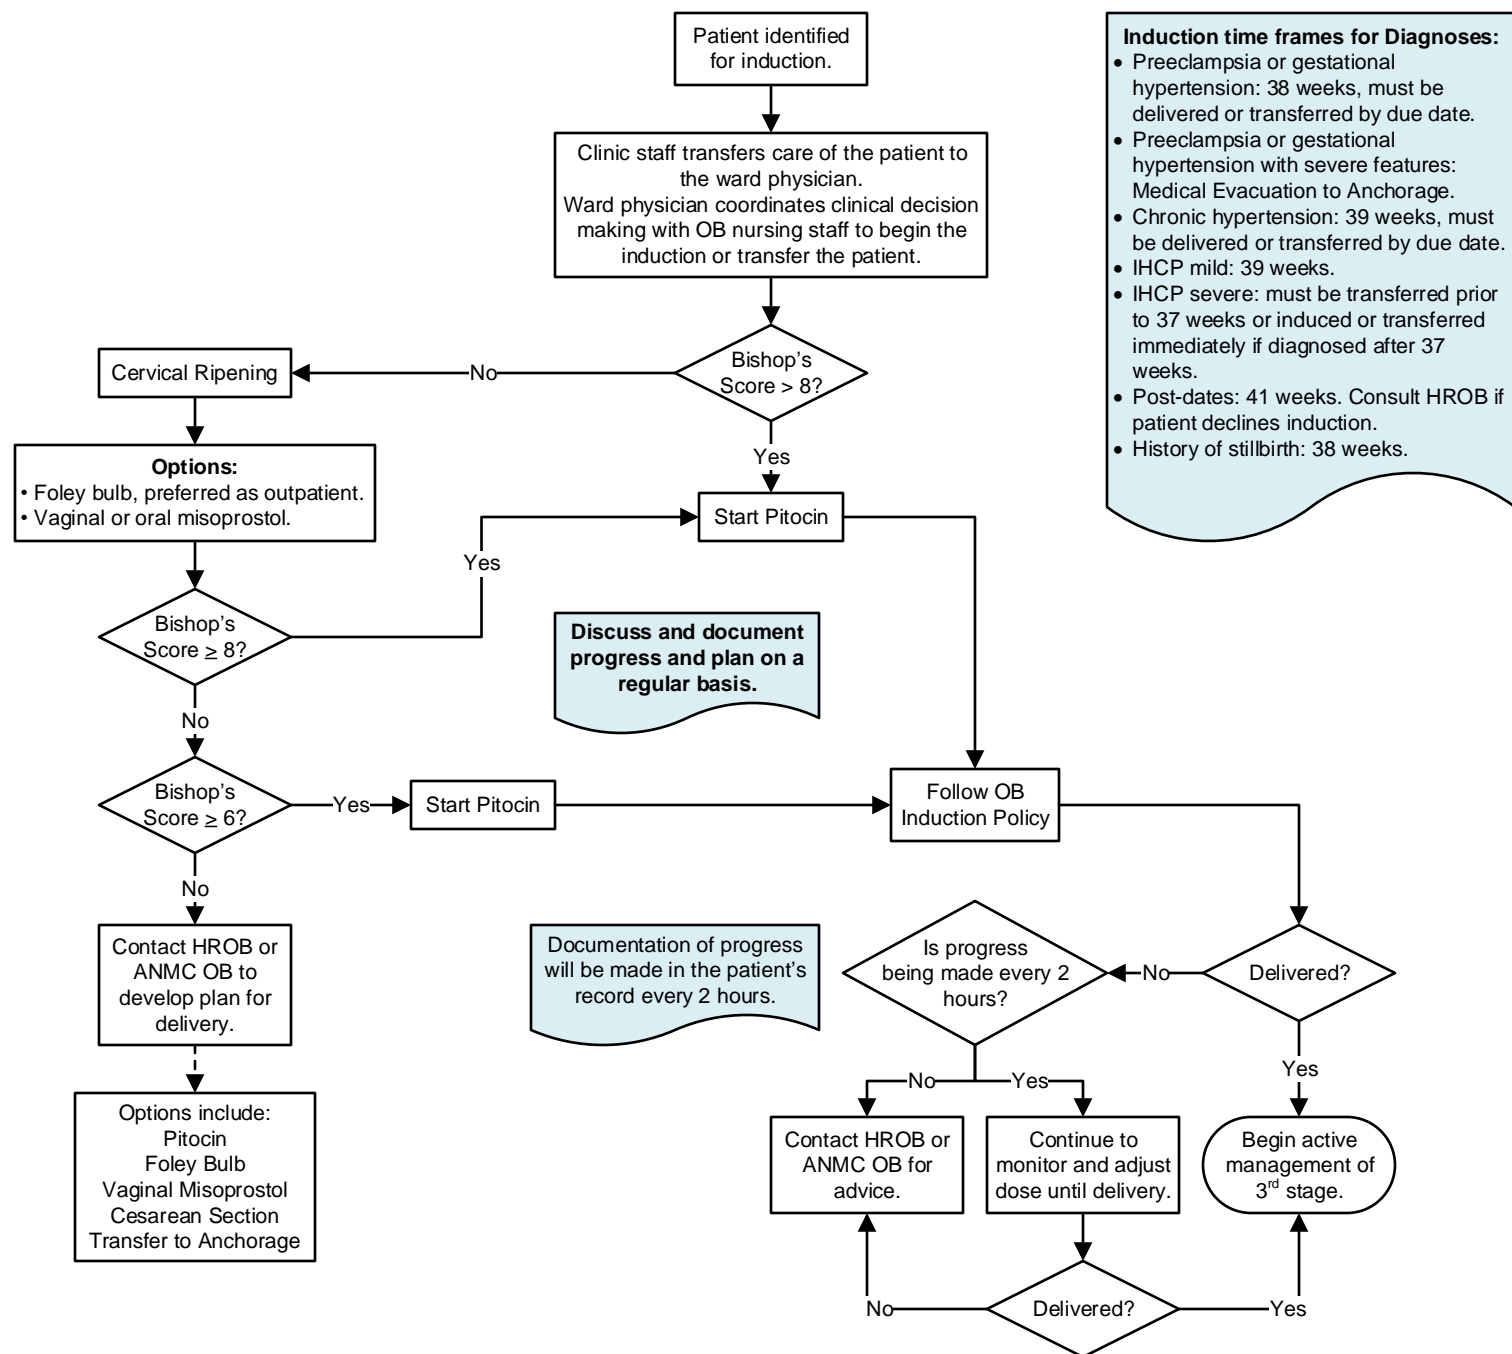 Patient identified
for induction.
Clinic staff transfers care of the patient to
the ward physician.
Ward physician coordinates clinical decision
making with OB nursing staff to begin the
induction or transfer the patient.
Bishop’s
Score > 8?
No
Yes
Cervical Ripening
Options:
• Foley bulb, preferred as outpatient.
• Vaginal or oral misoprostol.
Start Pitocin
Bishop’s
Score ≥ 8?
Yes
No
Discuss and document
progress and plan on a
regular basis.
Bishop’s
Score ≥ 6?
Yes
Start Pitocin
Follow OB
Induction Policy
No
Contact HROB or
ANMC OB to
develop plan for
delivery.
Options include:
Pitocin
Foley Bulb
Vaginal Misoprostol
Cesarean Section
Transfer to Anchorage
Documentation of progress
will be made in the patient’s
record every 2 hours.
Is progress
being made every 2
hours?
No
Delivered?
Yes
No
Yes
Contact HROB or
ANMC OB for
advice.
Continue to
monitor and adjust
dose until delivery.
Begin active
management of
3rd stage.
No
Delivered?
Yes
Induction time frames for Diagnoses:
• Preeclampsia or gestational
hypertension: 38 weeks, must be
delivered or transferred by due date.
• Preeclampsia or gestational
hypertension with severe features:
Medical Evacuation to Anchorage.
• Chronic hypertension: 39 weeks, must
be delivered or transferred by due date.
• IHCP mild: 39 weeks.
• IHCP severe: must be transferred prior
to 37 weeks or induced or transferred
immediately if diagnosed after 37
weeks.
• Post-dates: 41 weeks. Consult HROB if
patient declines induction.
• History of stillbirth: 38 weeks.